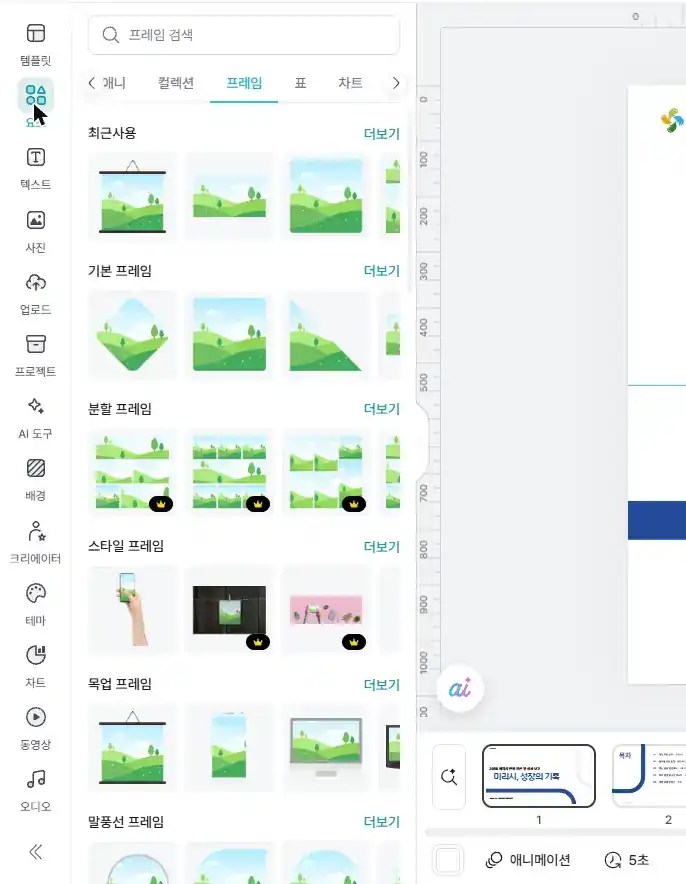 템플릿
요소
텍스트
사진
업로드
프로젝트
AI 도구
배경
크리에이터
테마
차트
동영상
오디오
프레임 검색
애니
컬렉션
프레임
표
차트
최근사용
더보기
기본 프레임
더보기
분할 프레임
더보기
스타일 프레임
더보기
목업 프레임
더보기
말풍선 프레임
더보기
0
0
100
200
300
400
500
700
800
900
1000
ai
미리시, 성장의 기록
1
목차
2
애니메이션
5초